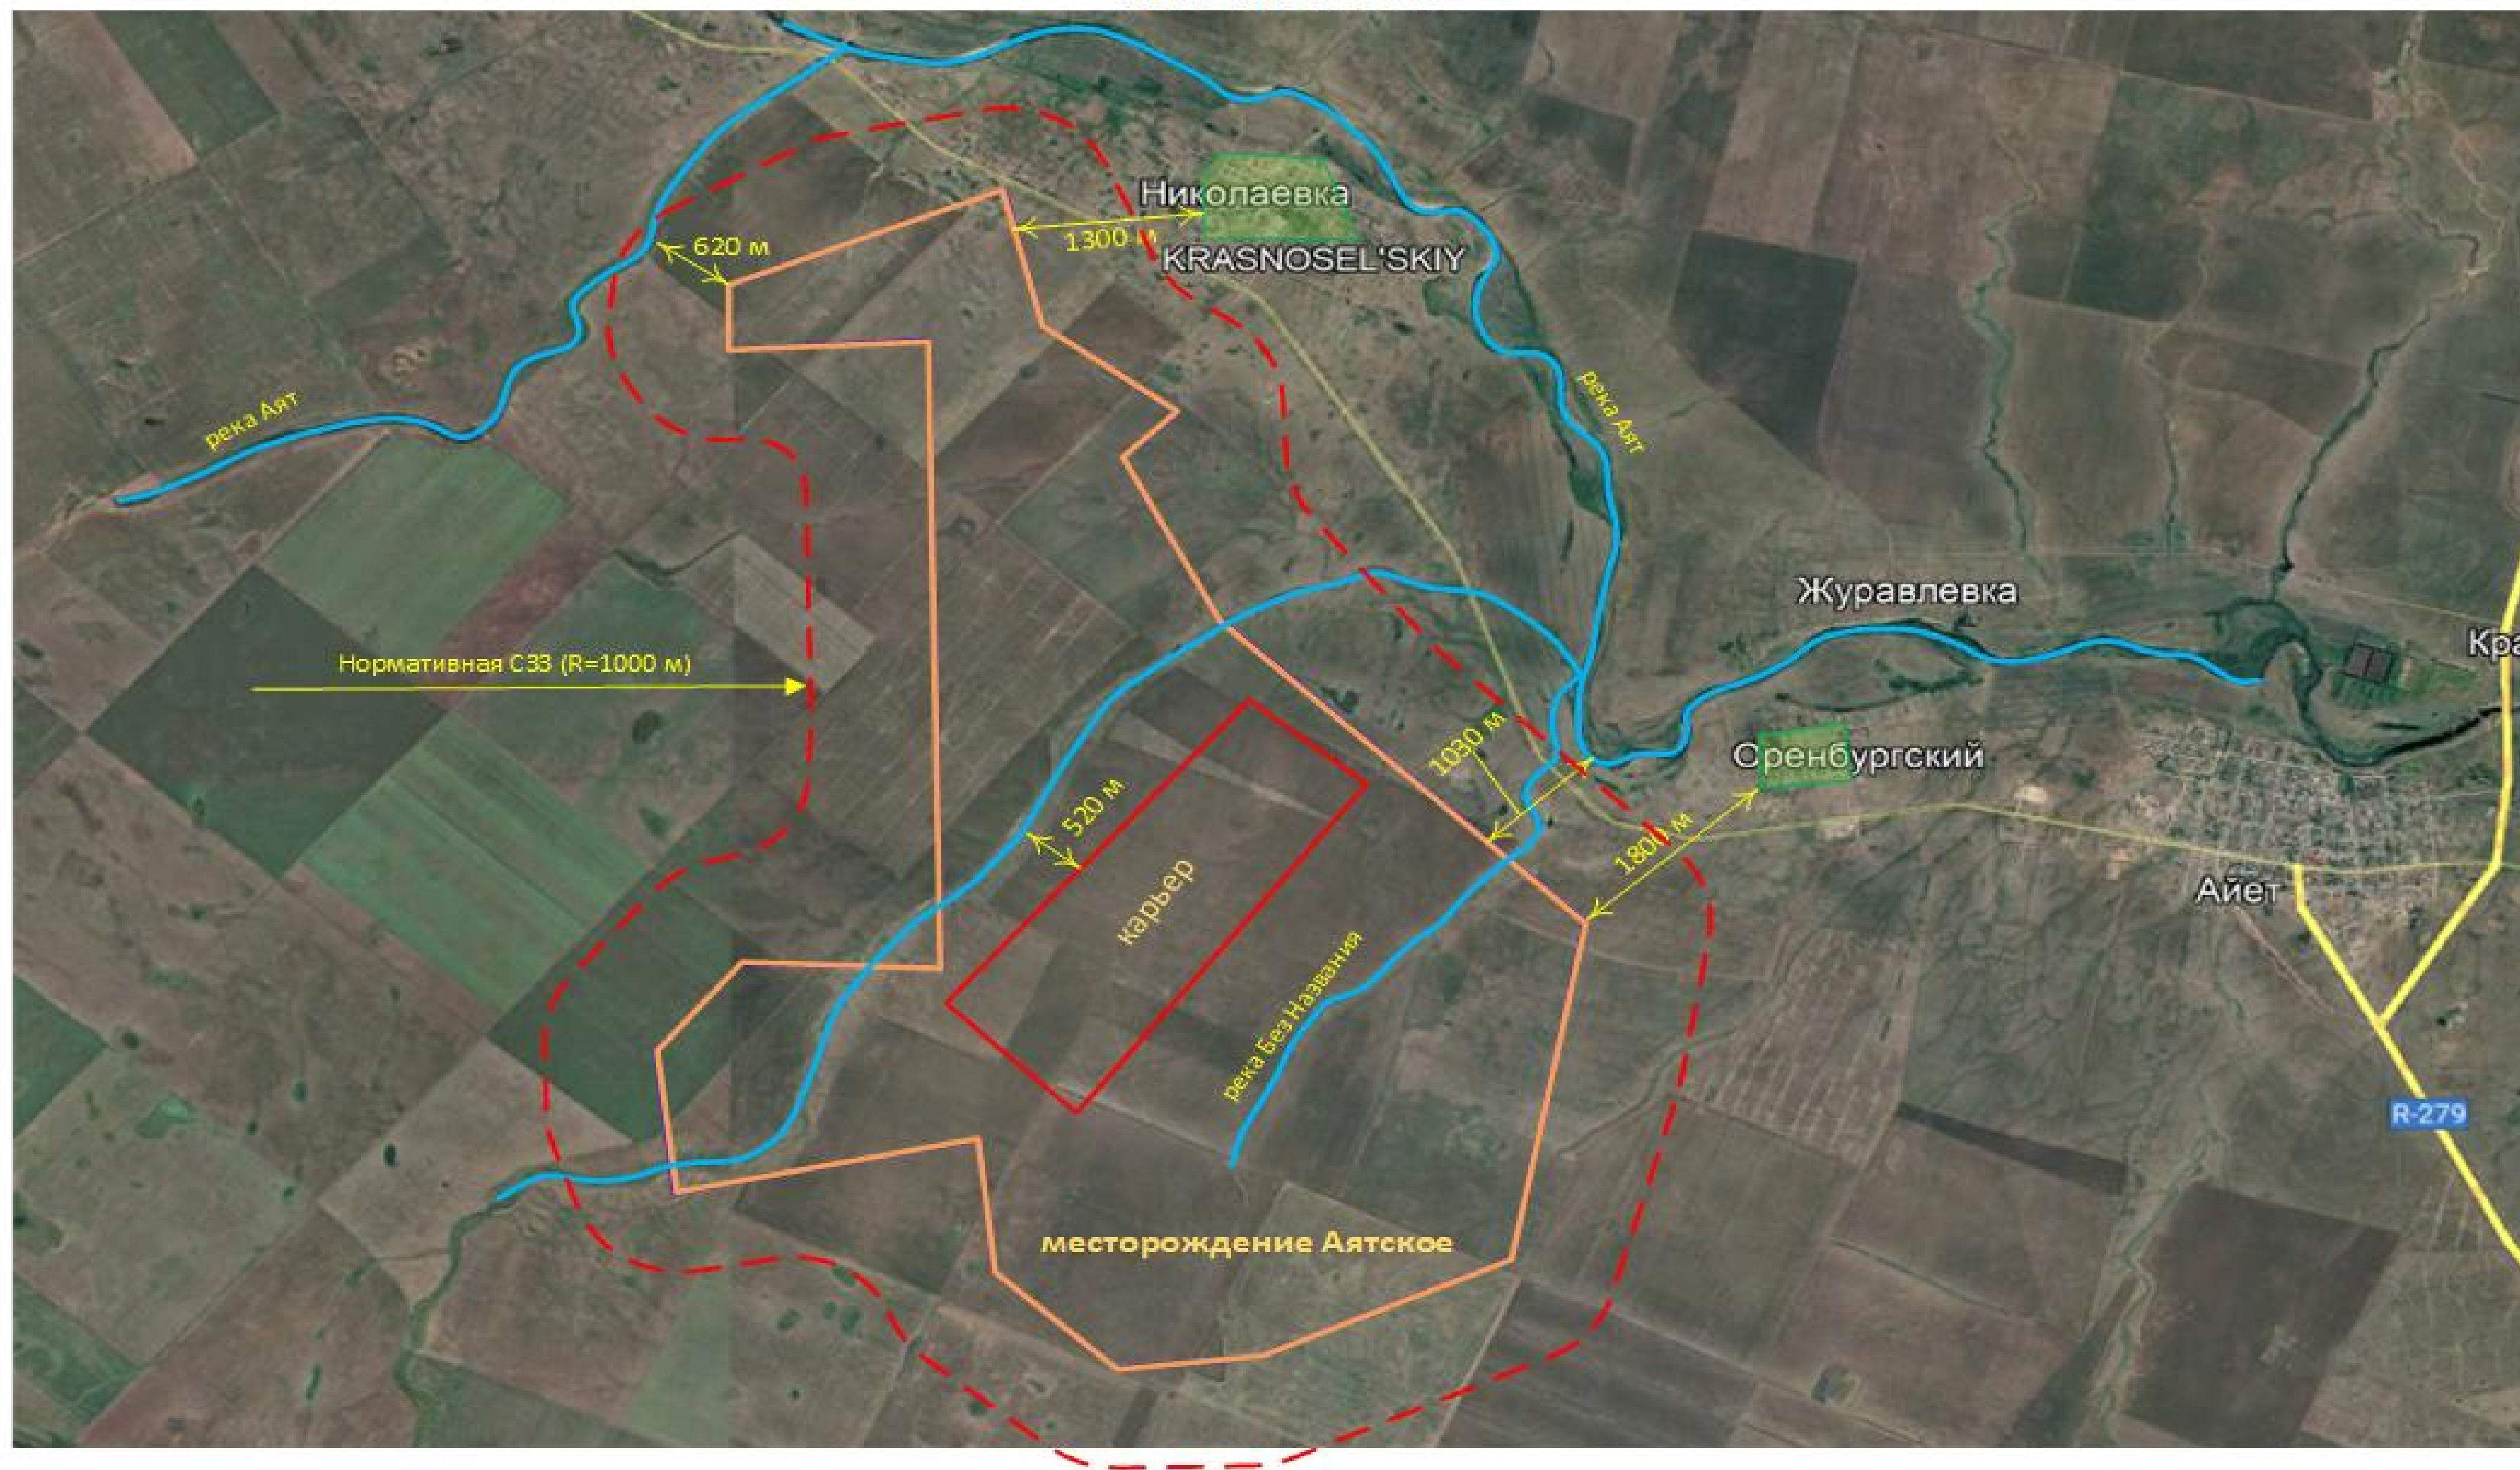 Николаевка
620 м
1300 м
KRASNOSEL'SKIY
река Аят
река Аят
Журавлевка
Кра
Нормативная СЗЗ (R=1000 м)
1030 м
Оренбургский
520 м
1800 м
карьер
Айет
река Без Названия
R-279
месторождение Аятское